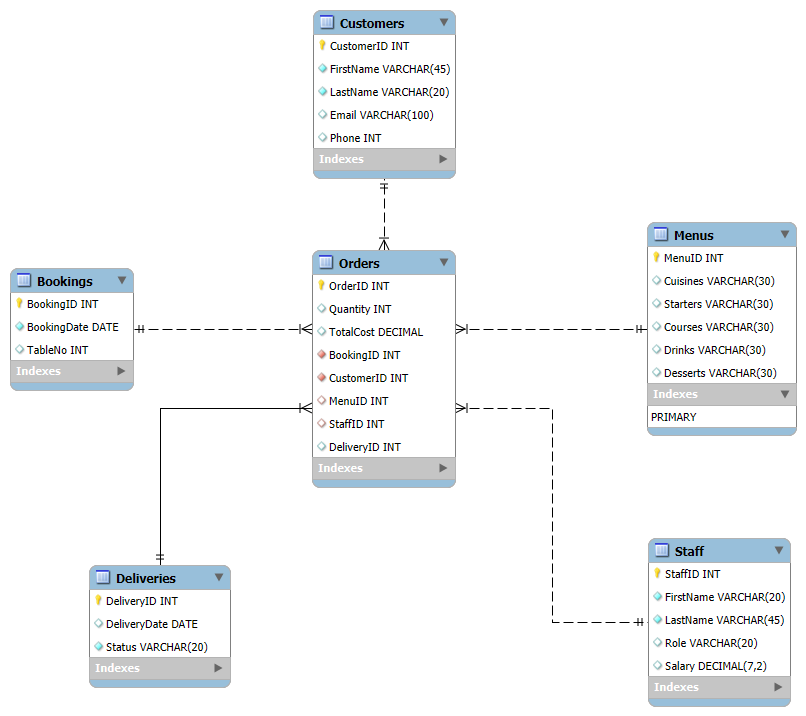 Customers
CustomerID INT
FirstName VARCHAR(45)
LastName VARCHAR(20)
Email VARCHAR(100)
Phone INT
Indexes
Menus
MenuID INT
Cuisines VARCHAR(30)
Starters VARCHAR(30)
Courses VARCHAR(30)
Drinks VARCHAR(30)
Desserts VARCHAR(30)
Indexes
PRIMARY
Orders
OrderID INT
Quantity INT
TotalCost DECIMAL
BookingID INT
CustomerID INT
MenuID INT
StaffID INT
DeliveryID INT
Indexes
Bookings
BookingID INT
BookingDate DATE
TableNo INT
Indexes
Deliveries
DeliveryID INT
DeliveryDate DATE
Status VARCHAR(20)
Indexes
Staff
StaffID INT
FirstName VARCHAR(20)
LastName VARCHAR(45)
Role VARCHAR(20)
Salary DECIMAL(7,2)
Indexes